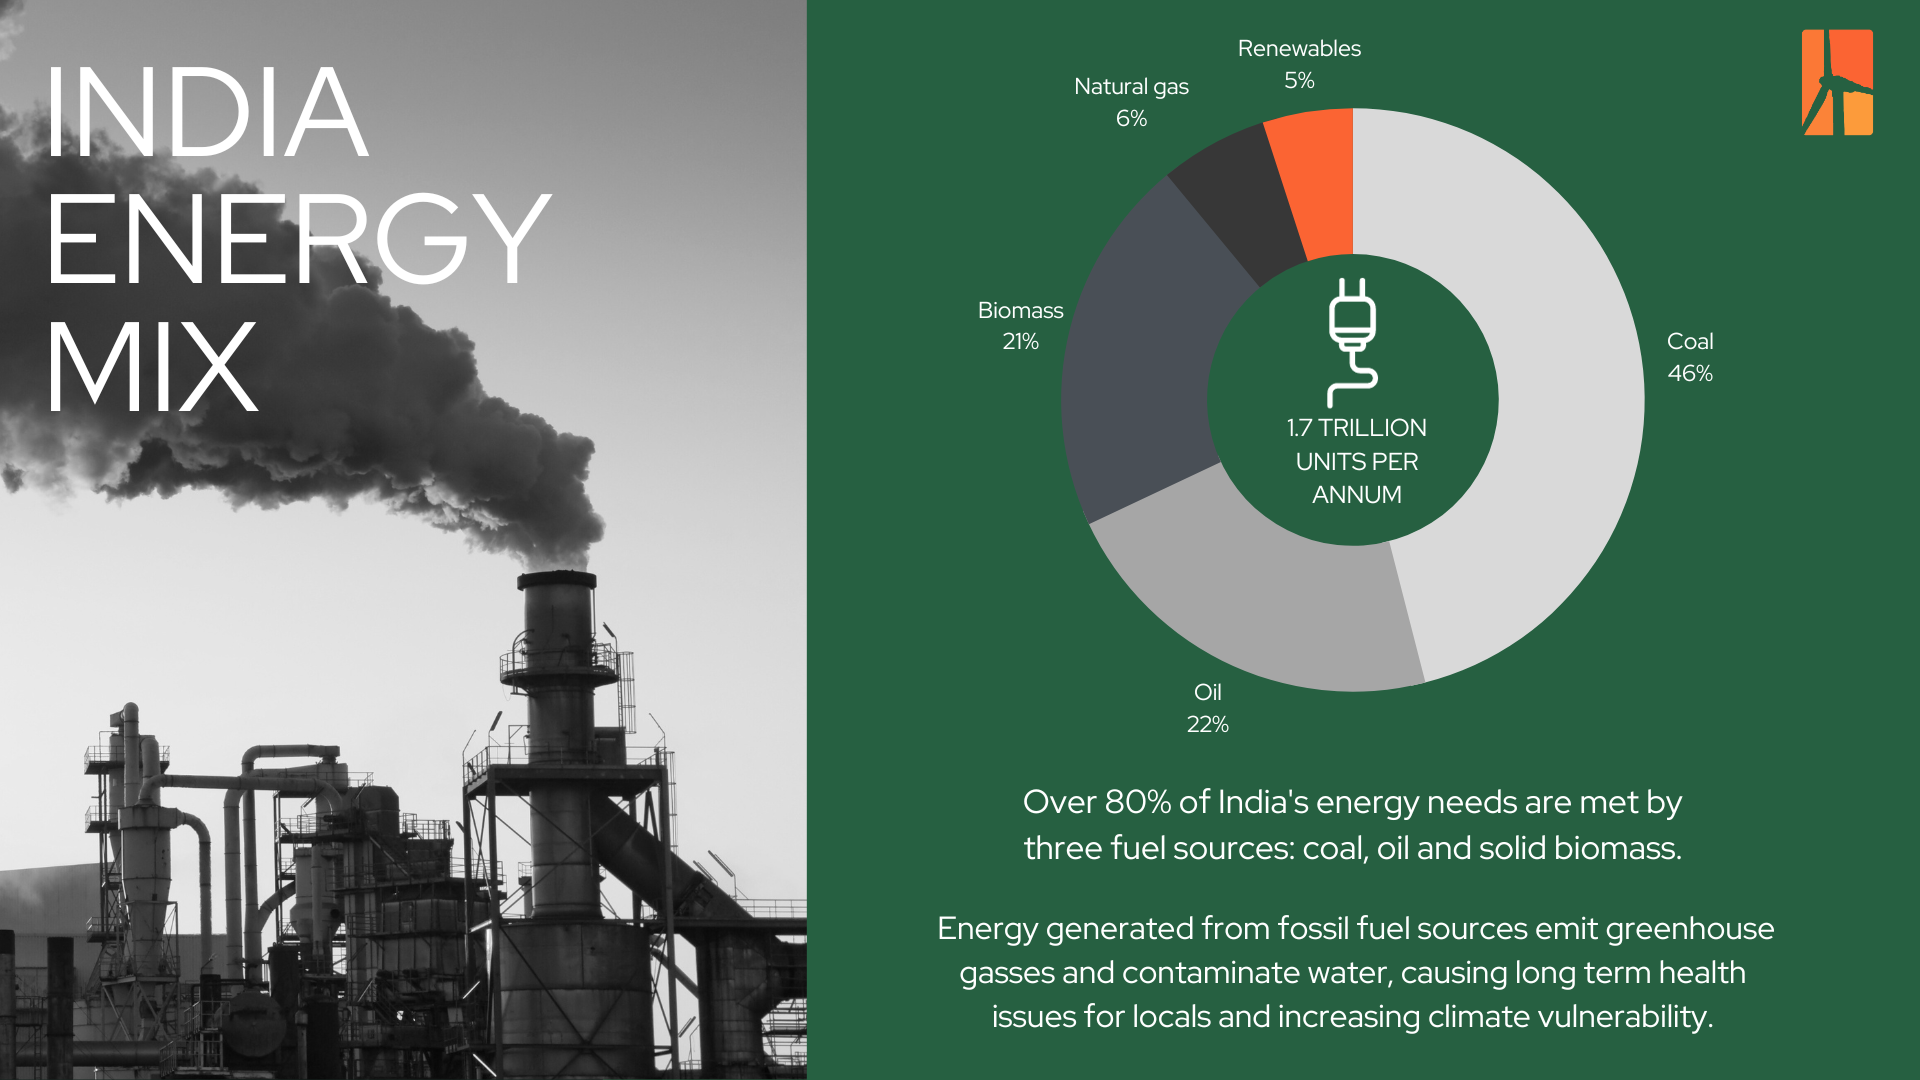 INDIA
ENERGY
MIX
Renewables
5%
Natural gas
6%
Biomass
21%
Coal
46%
1.7 TRILLION
UNITS PER
ANNUM
Oil
22%
Over 80% of India's energy needs are met by
three fuel sources: coal, oil and solid biomass.
Energy generated from fossil fuel sources emit greenhouse
gasses and contaminate water, causing long term health
issues for locals and increasing climate vulnerability.